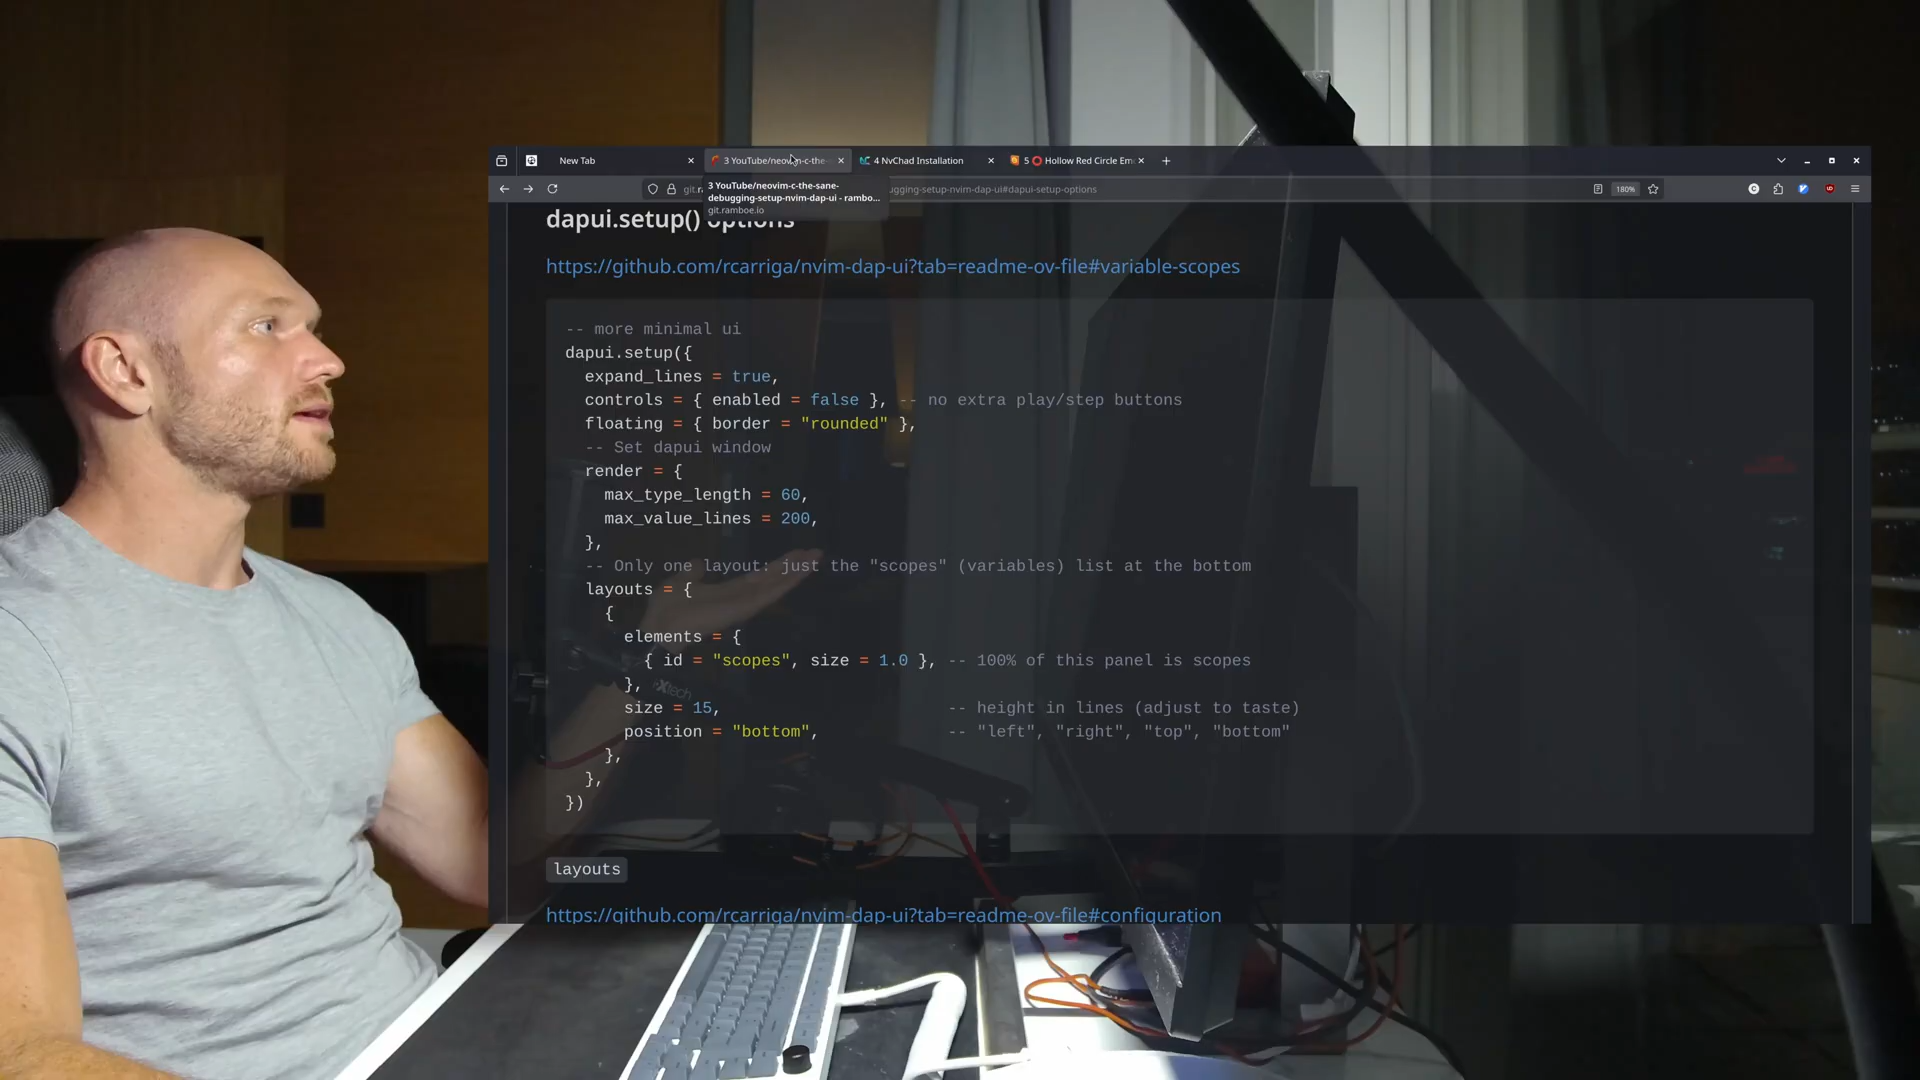 New Tab
3 YouTube/neovim-c-the-
4 NvChad Installation
5 ⭕ Hollow Red Circle Em
git.ra
ugging-setup-nvim-dap-ui#dapui-setup-options
180%
3 YouTube/neovim-c-the-sane-
debugging-setup-nvim-dap-ui - rambo...
git.ramboe.io
dapui.setup() options
https://github.com/rcarriga/nvim-dap-ui?tab=readme-ov-file#variable-scopes
-- more minimal ui
dapui.setup({
expand_lines = true,
controls = { enabled = false }, -- no extra play/step buttons
floating = { border = "rounded" },
-- Set dapui window
render = {
max_type_length = 60,
max_value_lines = 200,
},
-- Only one layout: just the "scopes" (variables) list at the bottom
layouts = {
{
elements = {
{ id = "scopes", size = 1.0 }, -- 100% of this panel is scopes
},
size = 15, -- height in lines (adjust to taste)
position = "bottom", -- "left", "right", "top", "bottom"
},
},
})
layouts
https://github.com/rcarriga/nvim-dap-ui?tab=readme-ov-file#configuration